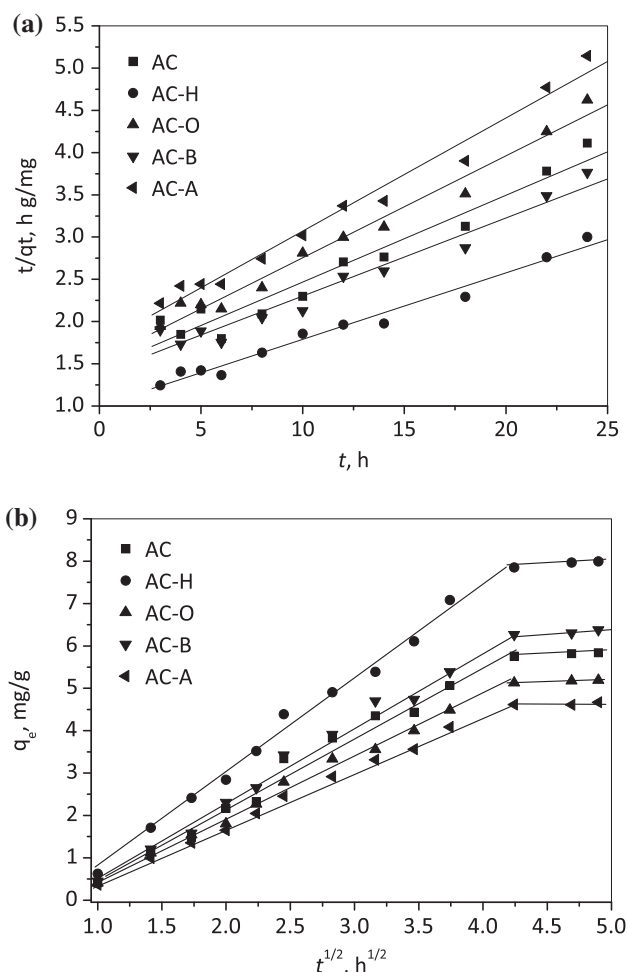 (a)
5.5
5.0
4.5
4.0
3.5
3.0
2.5
2.0
1.5
1.0
t/qt, h g/mg
AC
AC-H
AC-O
AC-B
AC-A
0 5 10 15 20 25
t, h
(b)
9
8
7
6
5
4
3
2
1
0
qe, mg/g
AC
AC-H
AC-O
AC-B
AC-A
1.0 1.5 2.0 2.5 3.0 3.5 4.0 4.5 5.0
t^1/2, h^1/2